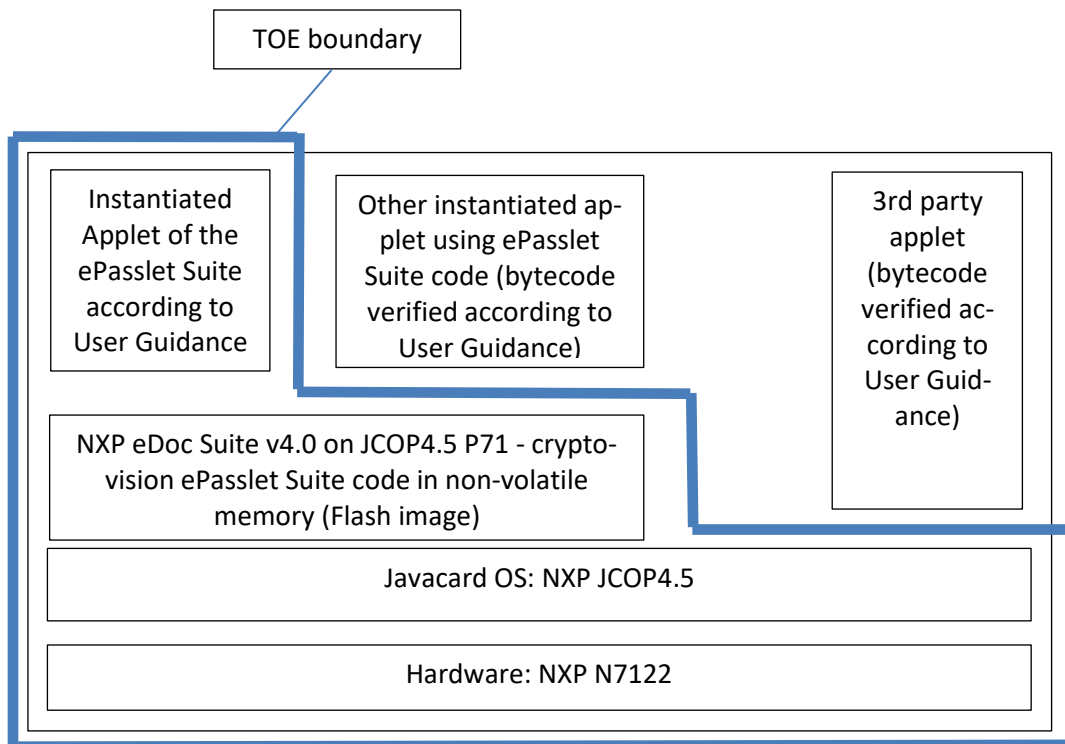 TOE boundary
Instantiated
Applet of the
ePasslet Suite
according to
User Guidance
Other instantiated ap-
plet using ePasslet
Suite code (bytecode
verified according to
User Guidance)
3rd party
applet
(bytecode
verified ac-
cording to
User Guid-
ance)
NXP eDoc Suite v4.0 on JCOP4.5 P71 - crypto-
vision ePasslet Suite code in non-volatile
memory (Flash image)
Javacard OS: NXP JCOP4.5
Hardware: NXP N7122